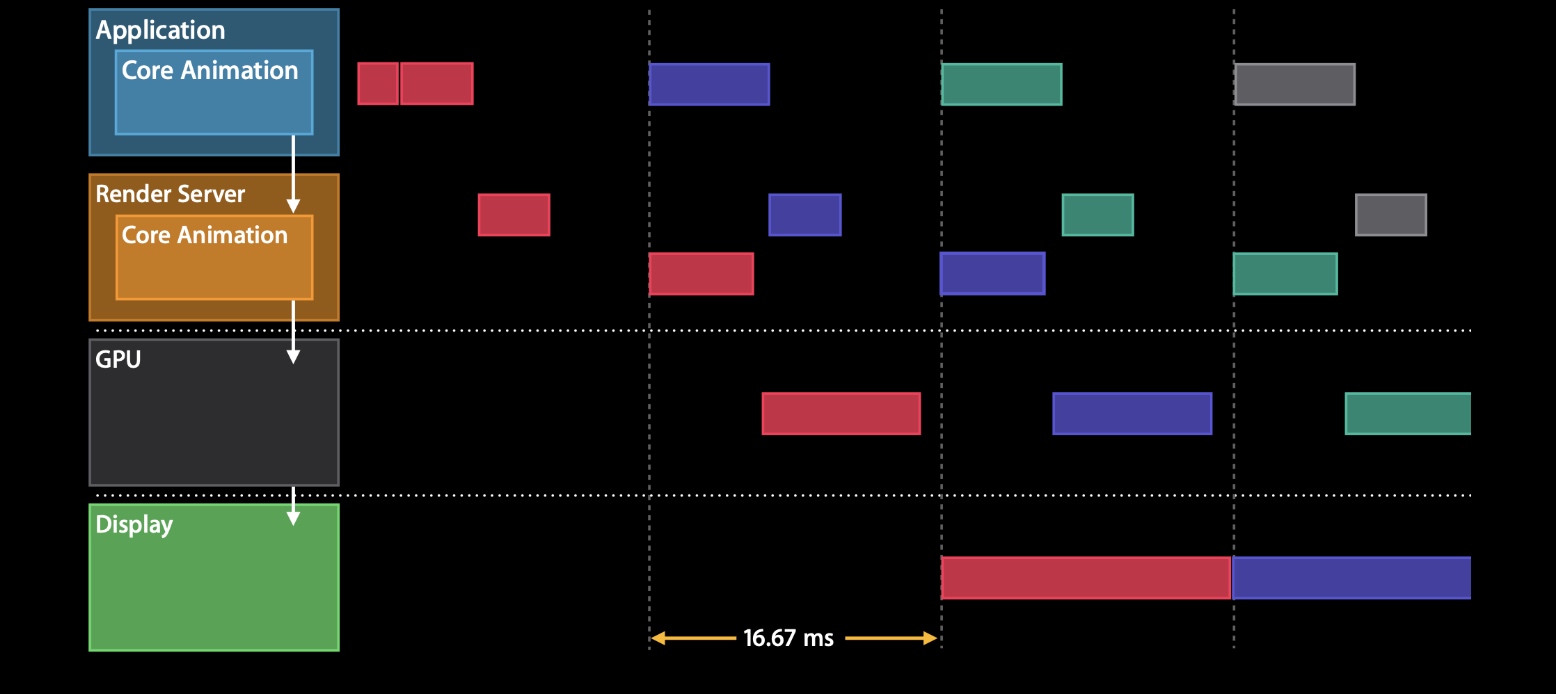 Application
Core Animation
Render Server
Core Animation
GPU
Display
16.67 ms